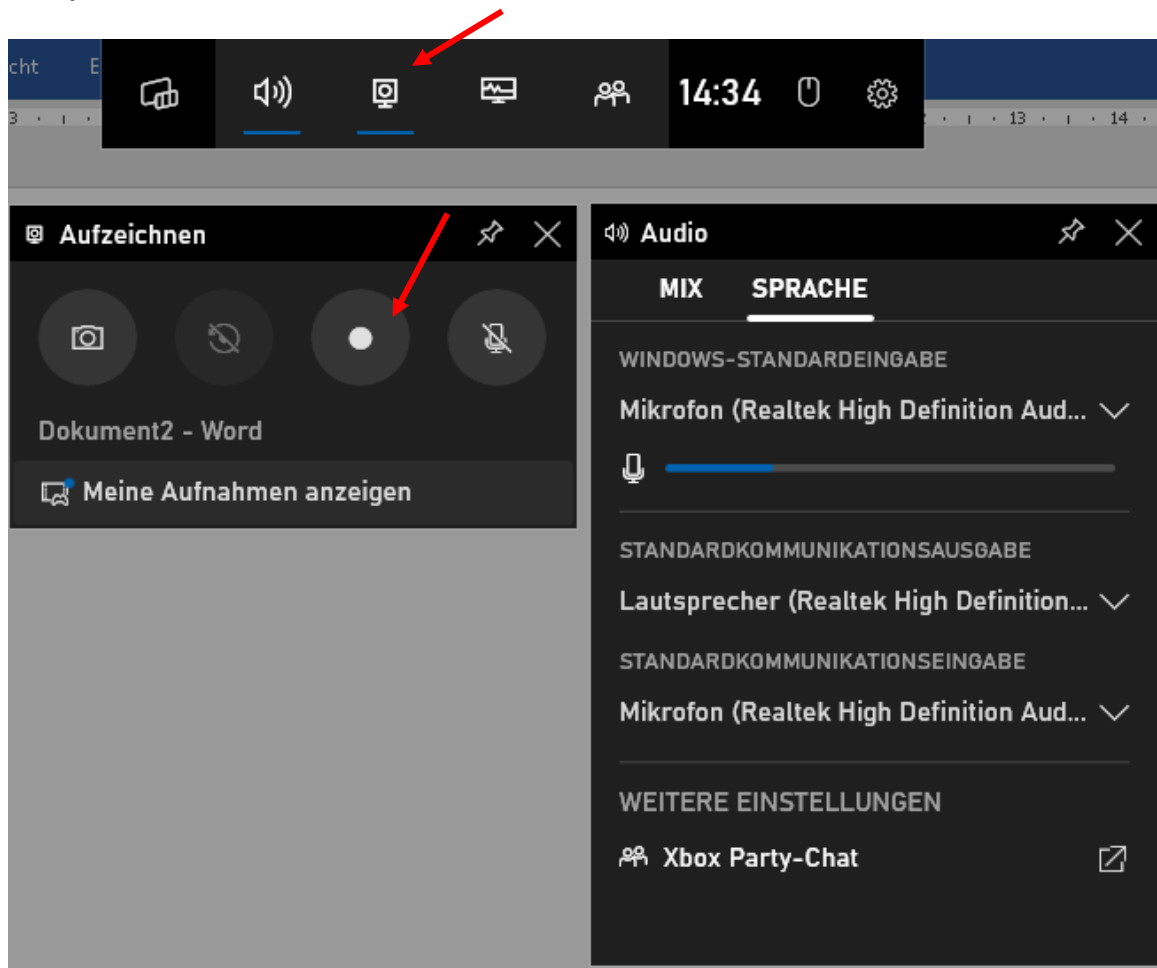 cht E
14:34
3 13 14
Aufzeichnen
Dokument2 - Word
Meine Aufnahmen anzeigen
Audio
MIX SPRACHE
WINDOWS-STANDARDEINGABE
Mikrofon (Realtek High Definition Aud...
STANDARDKOMMUNIKATIONSAUSGABE
Lautsprecher (Realtek High Definition...
STANDARDKOMMUNIKATIONSEINGABE
Mikrofon (Realtek High Definition Aud...
WEITERE EINSTELLUNGEN
Xbox Party-Chat